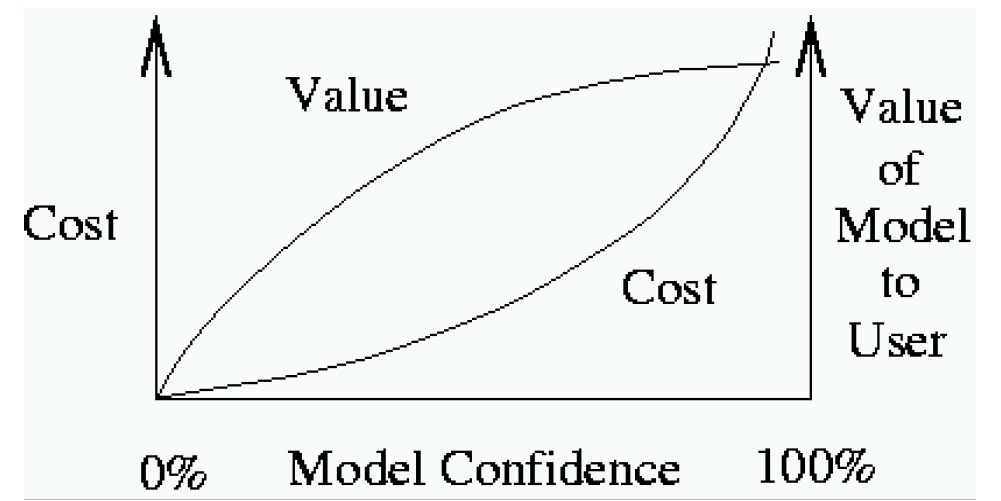 Value
Cost
Cost
Value
of
Model
to
User
0% Model Confidence 100%